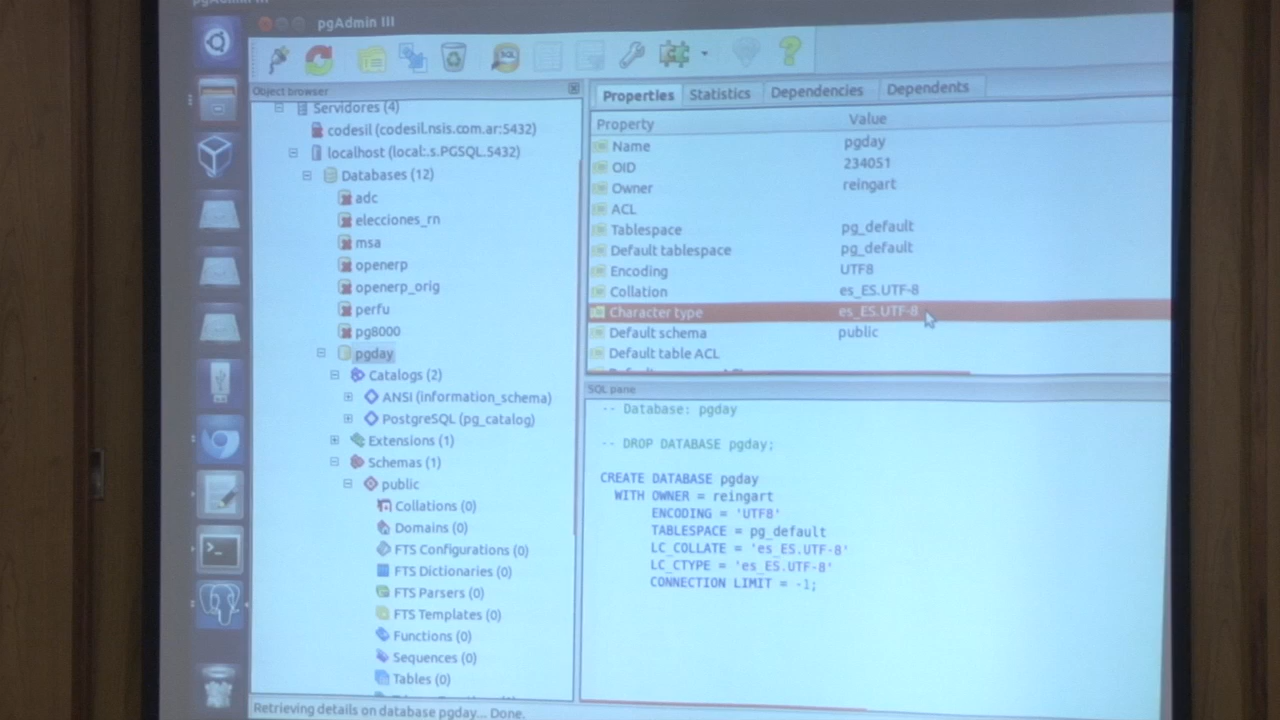 pgAdmin III
Object browser
Servidores (4)
codesil (codesil.nsis.com.ar:5432)
localhost (local:.s.PGSQL.5432)
Databases (12)
adc
elecciones_rn
msa
openerp
openerp_orig
perfu
pg8000
pgday
Catalogs (2)
ANSI (information_schema)
PostgreSQL (pg_catalog)
Extensions (1)
Schemas (1)
public
Collations (0)
Domains (0)
FTS Configurations (0)
FTS Dictionaries (0)
FTS Parsers (0)
FTS Templates (0)
Functions (0)
Sequences (0)
Tables (0)
Properties Statistics Dependencies Dependents
Property Value
Name pgday
OID 234051
Owner reingart
ACL
Tablespace pg_default
Default tablespace pg_default
Encoding UTF8
Collation es_ES.UTF-8
Character type es_ES.UTF-8
Default schema public
Default table ACL
SQL pane
-- Database: pgday
-- DROP DATABASE pgday;
CREATE DATABASE pgday
WITH OWNER = reingart
ENCODING = 'UTF8'
TABLESPACE = pg_default
LC_COLLATE = 'es_ES.UTF-8'
LC_CTYPE = 'es_ES.UTF-8'
CONNECTION LIMIT = -1;
Retrieving details on database pgday... Done.